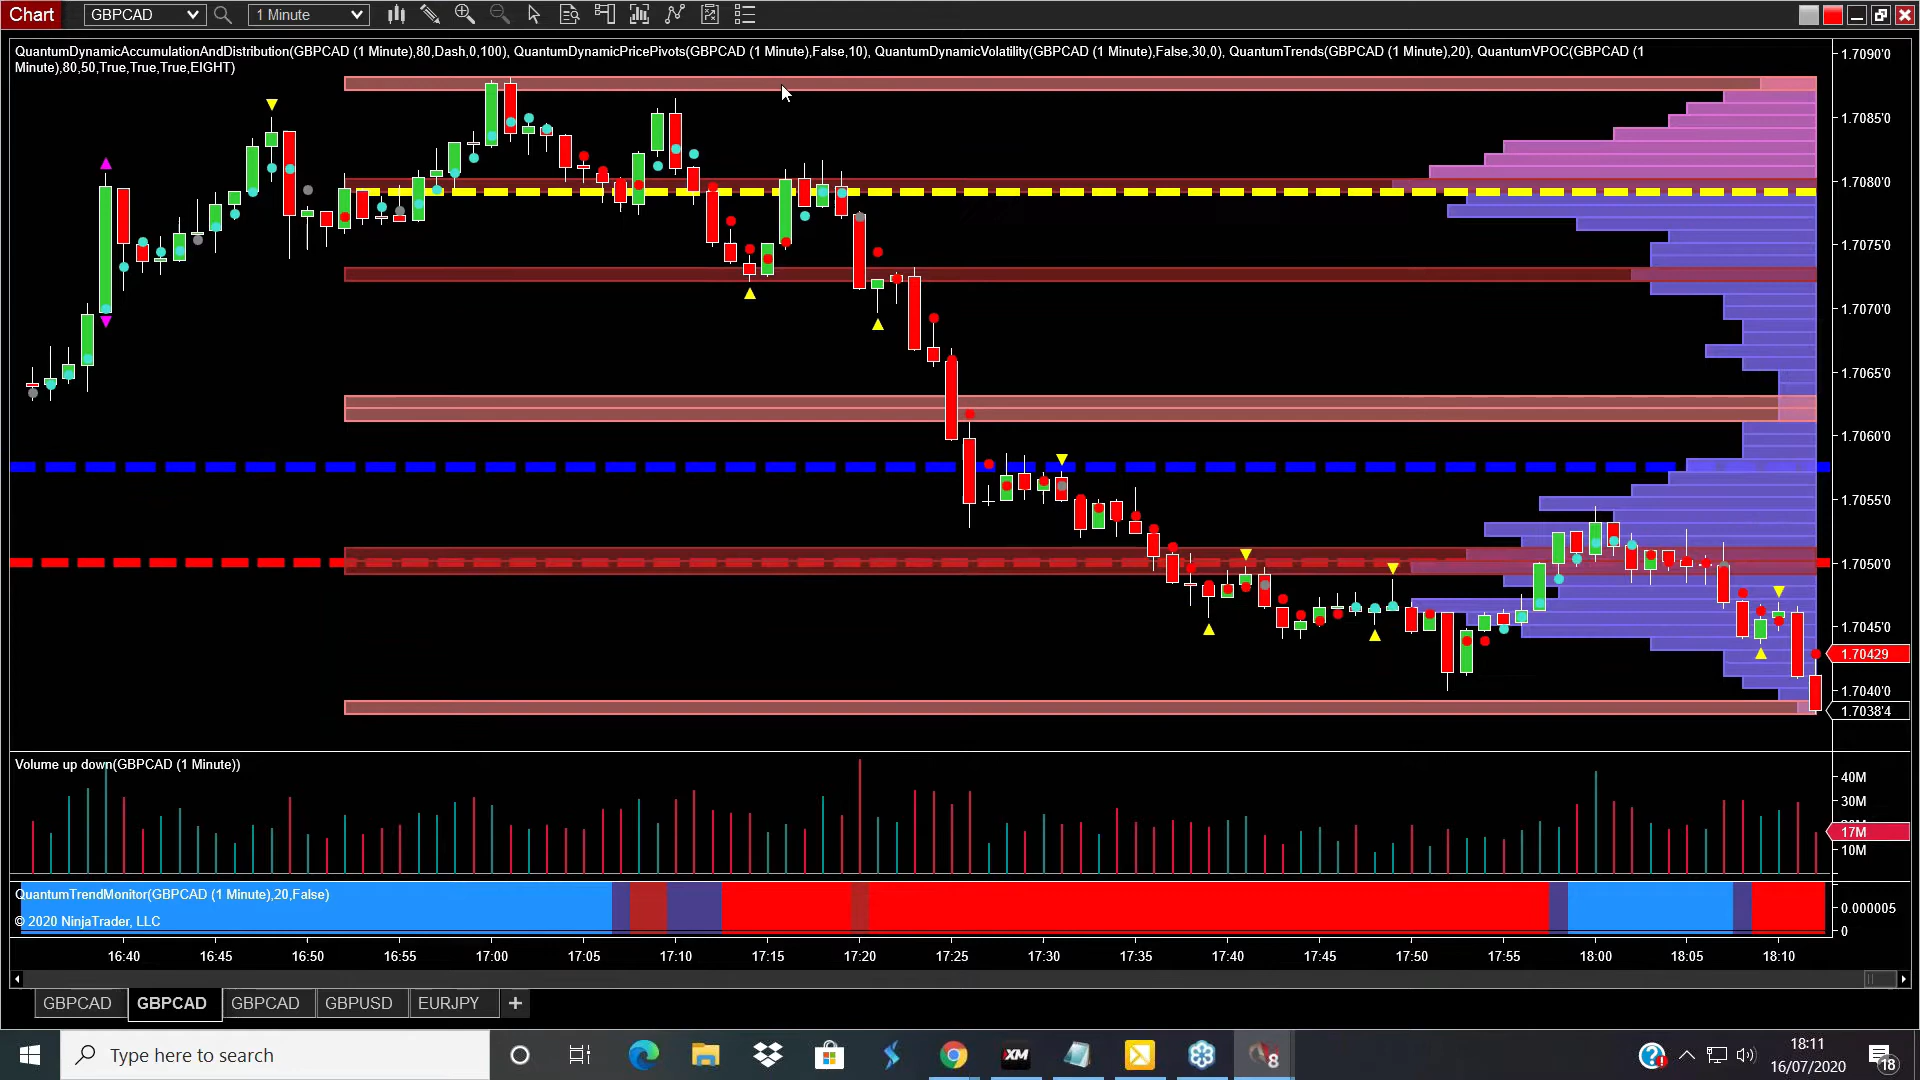 Chart GBPCAD 1 Minute
QuantumDynamicAccumulationAndDistribution(GBPCAD (1 Minute),80,Dash,0,100), QuantumDynamicPricePivots(GBPCAD (1 Minute),False,10), QuantumDynamicVolatility(GBPCAD (1 Minute),False,30,0), QuantumTrends(GBPCAD (1 Minute),20), QuantumVPOC(GBPCAD (1
Minute),80,50,True,True,True,EIGHT)
1.7090'0
1.7085'0
1.7080'0
1.7075'0
1.7070'0
1.7065'0
1.7060'0
1.7055'0
1.7050'0
1.7045'0
1.70429
1.7040'0
1.7038'4
Volume up down(GBPCAD (1 Minute))
40M
30M
17M
10M
QuantumTrendMonitor(GBPCAD (1 Minute),20,False)
0.000005
© 2020 NinjaTrader, LLC
0
16:40 16:45 16:50 16:55 17:00 17:05 17:10 17:15 17:20 17:25 17:30 17:35 17:40 17:45 17:50 17:55 18:00 18:05 18:10
GBPCAD GBPCAD GBPCAD GBPUSD EURJPY +
Type here to search
XM
8
18:11
16/07/2020
18